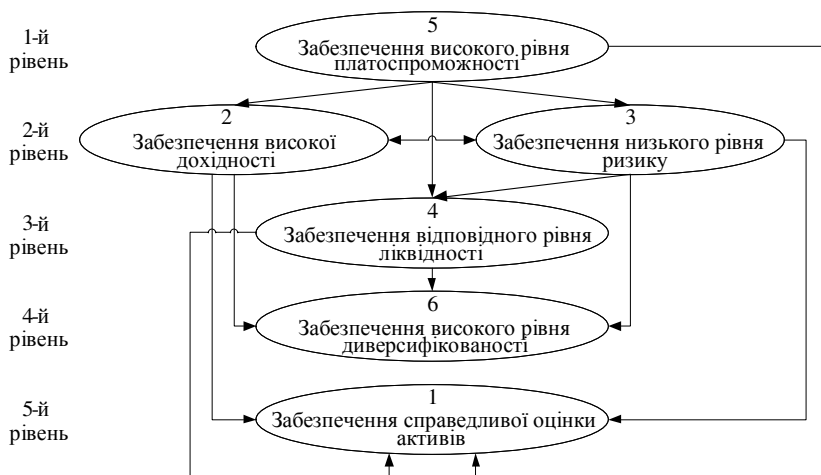 1-й
рівень
5
Забезпечення високого рівня
платоспроможності
2-й
рівень
2
Забезпечення високої
дохідності
3
Забезпечення низького рівня
ризику
3-й
рівень
4
Забезпечення відповідного рівня
ліквідності
4-й
рівень
6
Забезпечення високого рівня
диверсифікованості
5-й
рівень
1
Забезпечення справедливої оцінки
активів